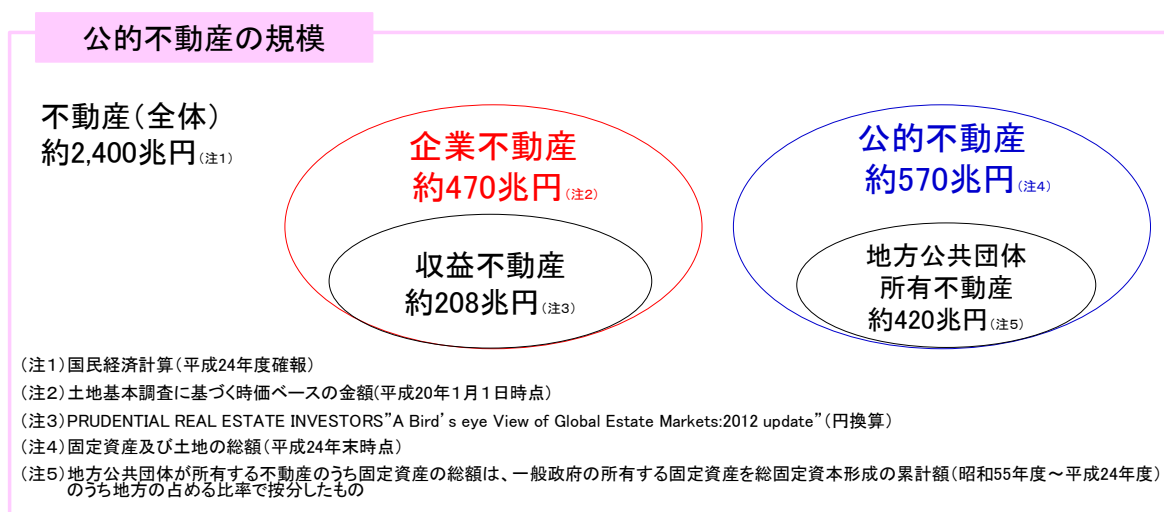 公的不動産の規模
不動産(全体)
約2,400兆円(注1)
企業不動産
約470兆円(注2)
収益不動産
約208兆円(注3)
公的不動産
約570兆円(注4)
地方公共団体
所有不動産
約420兆円(注5)
(注1)国民経済計算(平成24年度確報)
(注2)土地基本調査に基づく時価ベースの金額(平成20年1月1日時点)
(注3)PRUDENTIAL REAL ESTATE INVESTORS”A Bird’s eye View of Global Estate Markets:2012 update”(円換算)
(注4)固定資産及び土地の総額(平成24年末時点)
(注5)地方公共団体が所有する不動産のうち固定資産の総額は、一般政府の所有する固定資産を総固定資本形成の累計額(昭和55年度～平成24年度)
のうち地方の占める比率で按分したもの